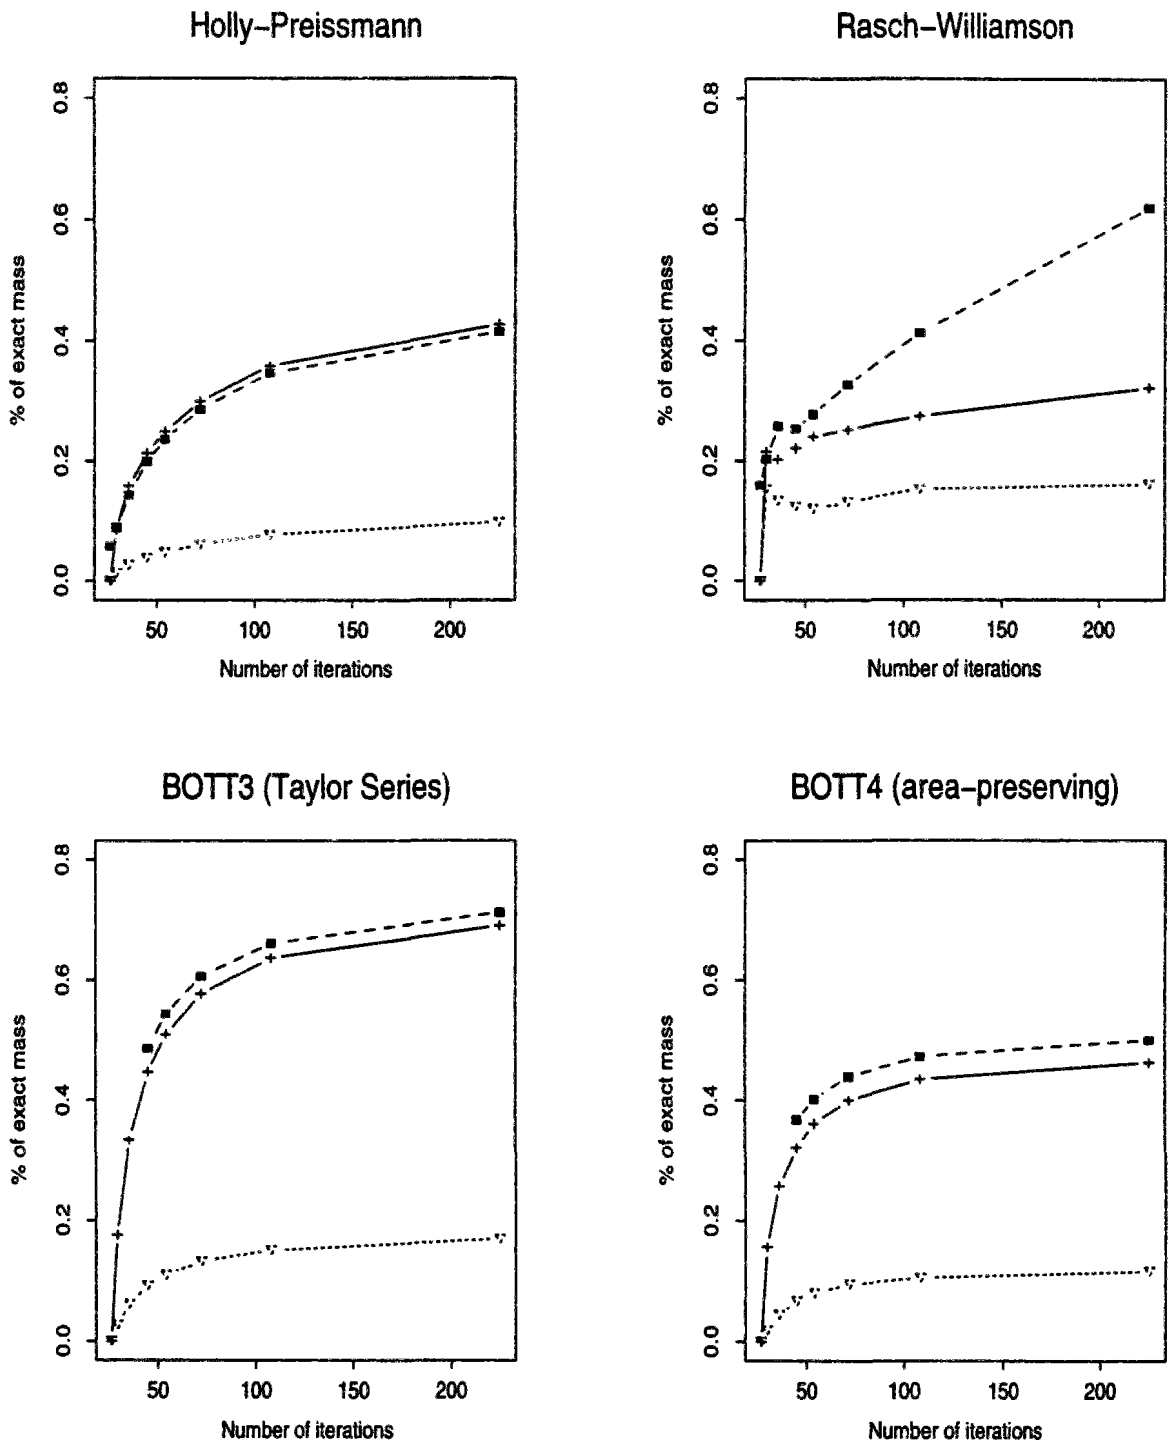 Holly–Preissmann
% of exact mass
0.8
0.6
0.4
0.2
0.0
50 100 150 200
Number of iterations
Rasch–Williamson
% of exact mass
0.8
0.6
0.4
0.2
0.0
50 100 150 200
Number of iterations
BOTT3 (Taylor Series)
% of exact mass
0.8
0.6
0.4
0.2
0.0
50 100 150 200
Number of iterations
BOTT4 (area–preserving)
% of exact mass
0.8
0.6
0.4
0.2
0.0
50 100 150 200
Number of iterations